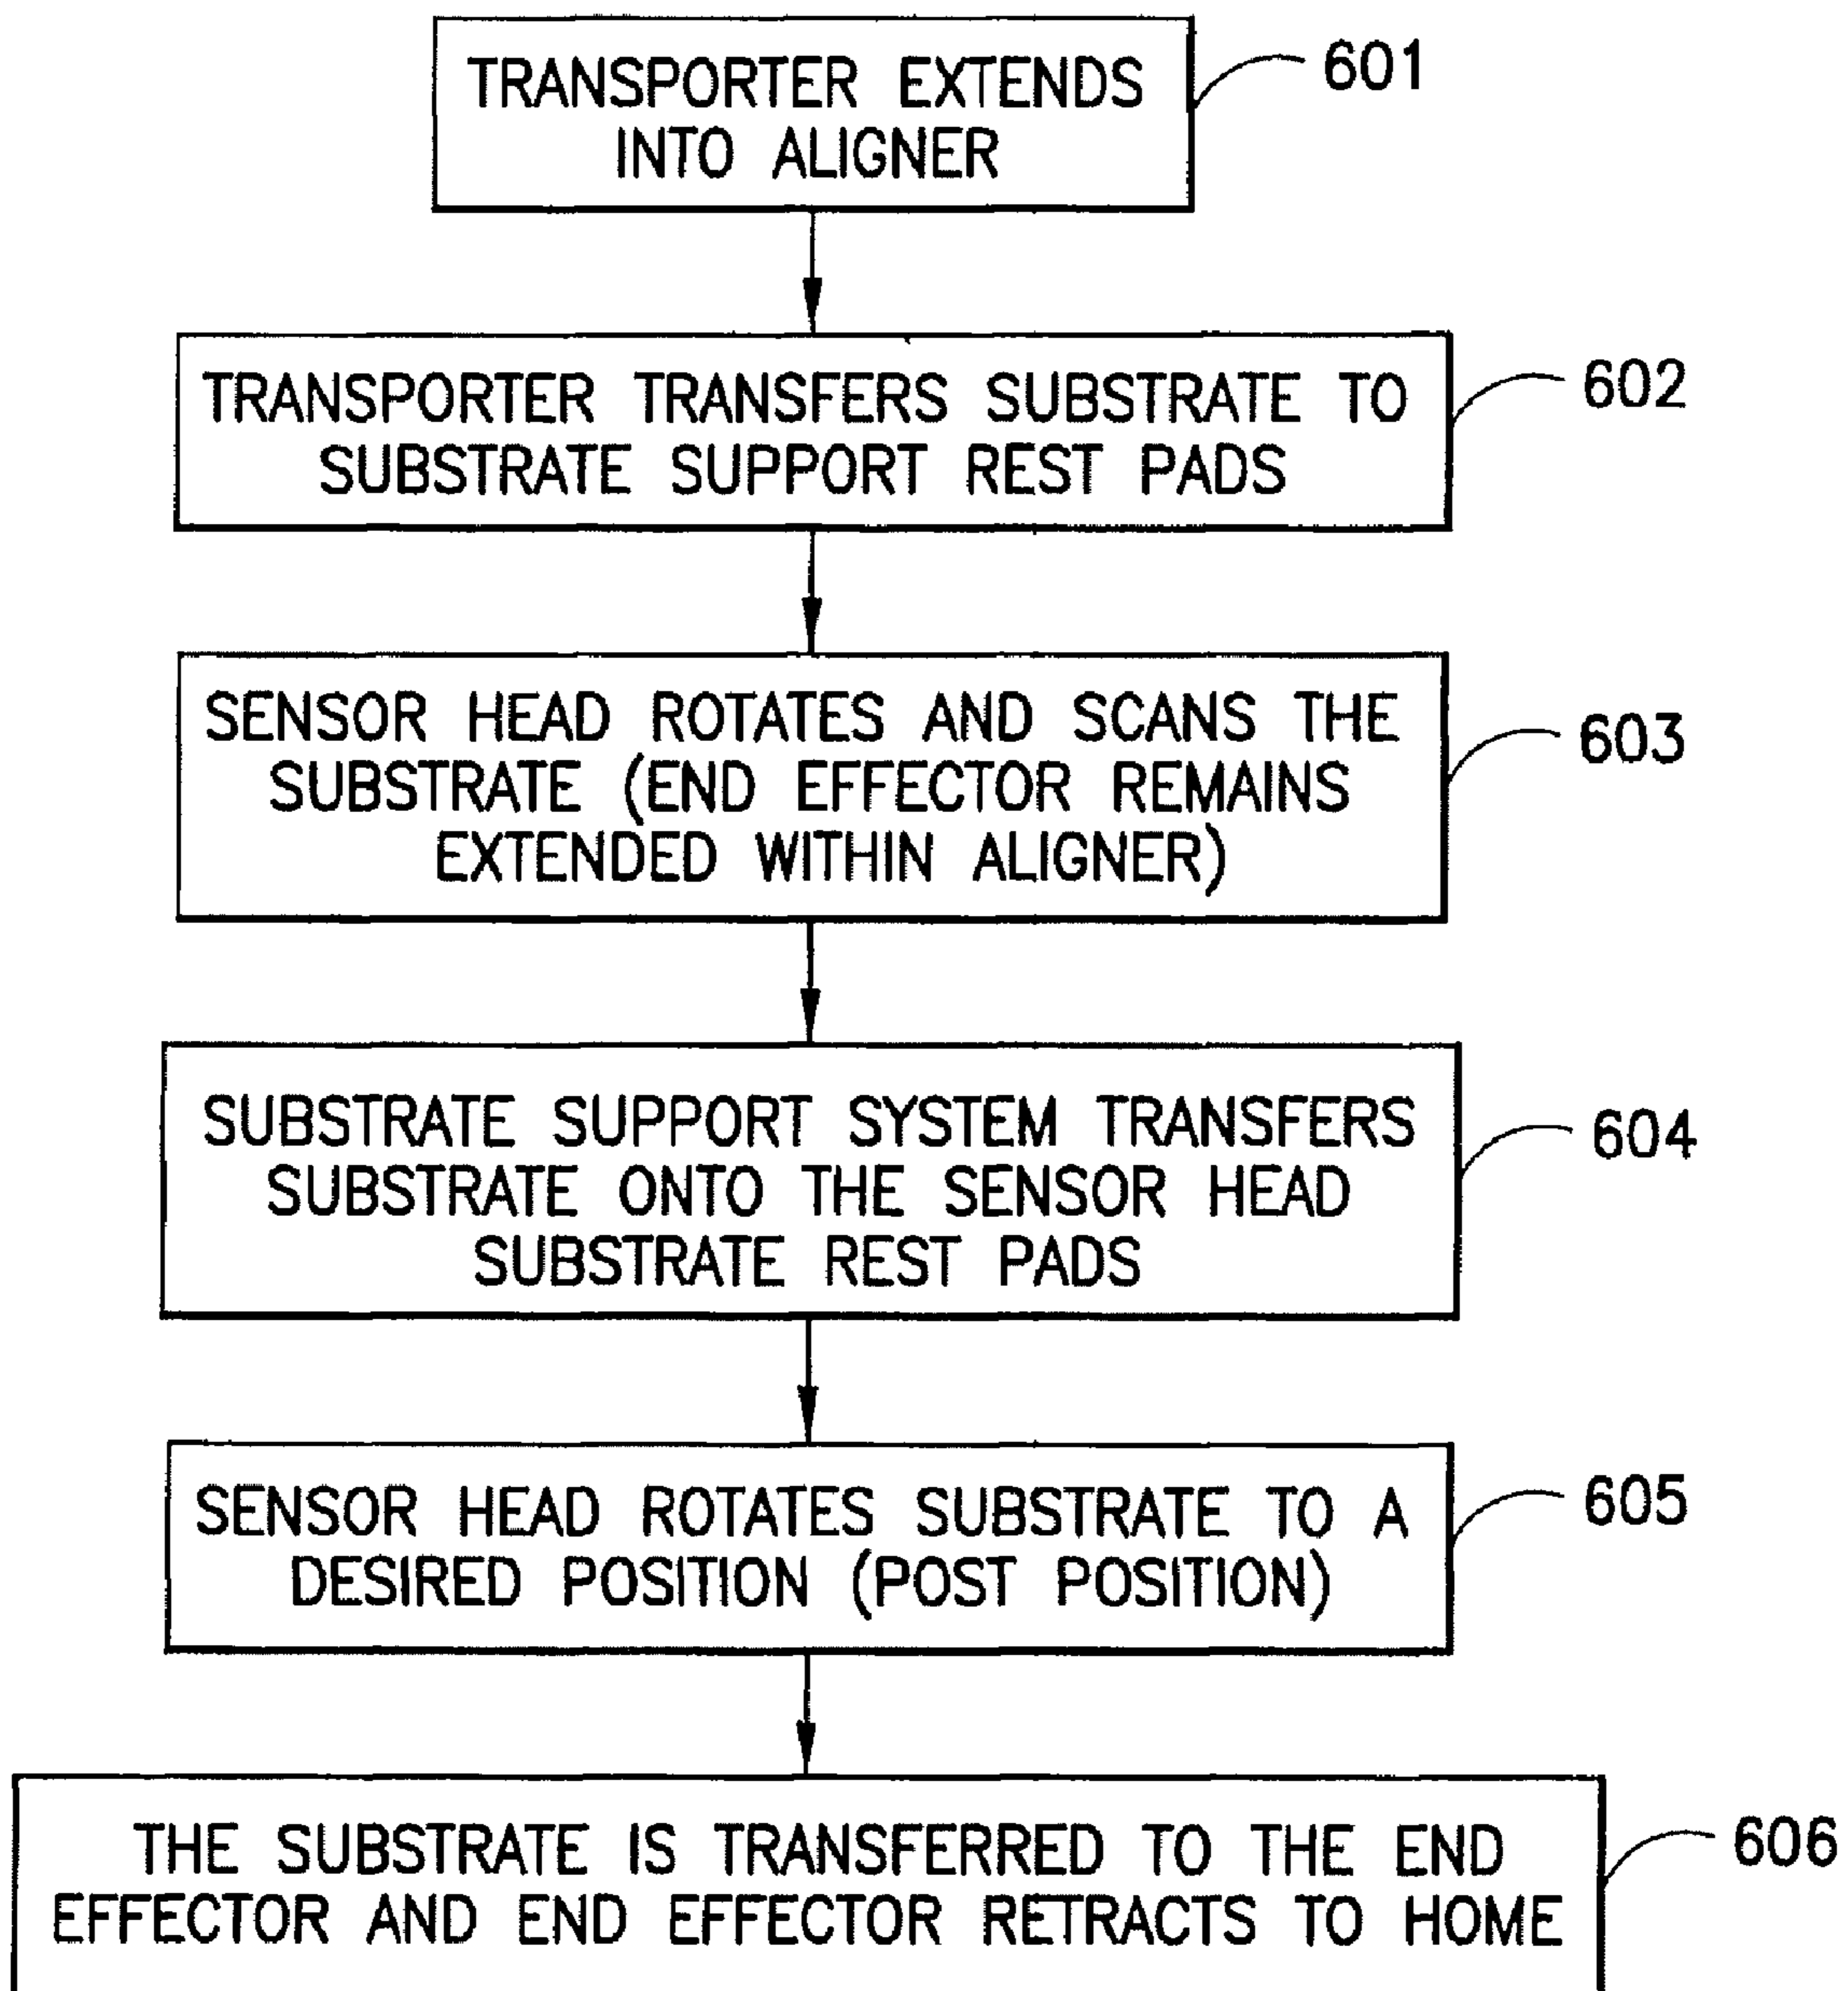 TRANSPORTER EXTENDS
INTO ALIGNER
601
TRANSPORTER TRANSFERS SUBSTRATE TO
SUBSTRATE SUPPORT REST PADS
602
SENSOR HEAD ROTATES AND SCANS THE
SUBSTRATE (END EFFECTOR REMAINS
EXTENDED WITHIN ALIGNER)
603
SUBSTRATE SUPPORT SYSTEM TRANSFERS
SUBSTRATE ONTO THE SENSOR HEAD
SUBSTRATE REST PADS
604
SENSOR HEAD ROTATES SUBSTRATE TO A
DESIRED POSITION (POST POSITION)
605
THE SUBSTRATE IS TRANSFERRED TO THE END
EFFECTOR AND END EFFECTOR RETRACTS TO HOME
606